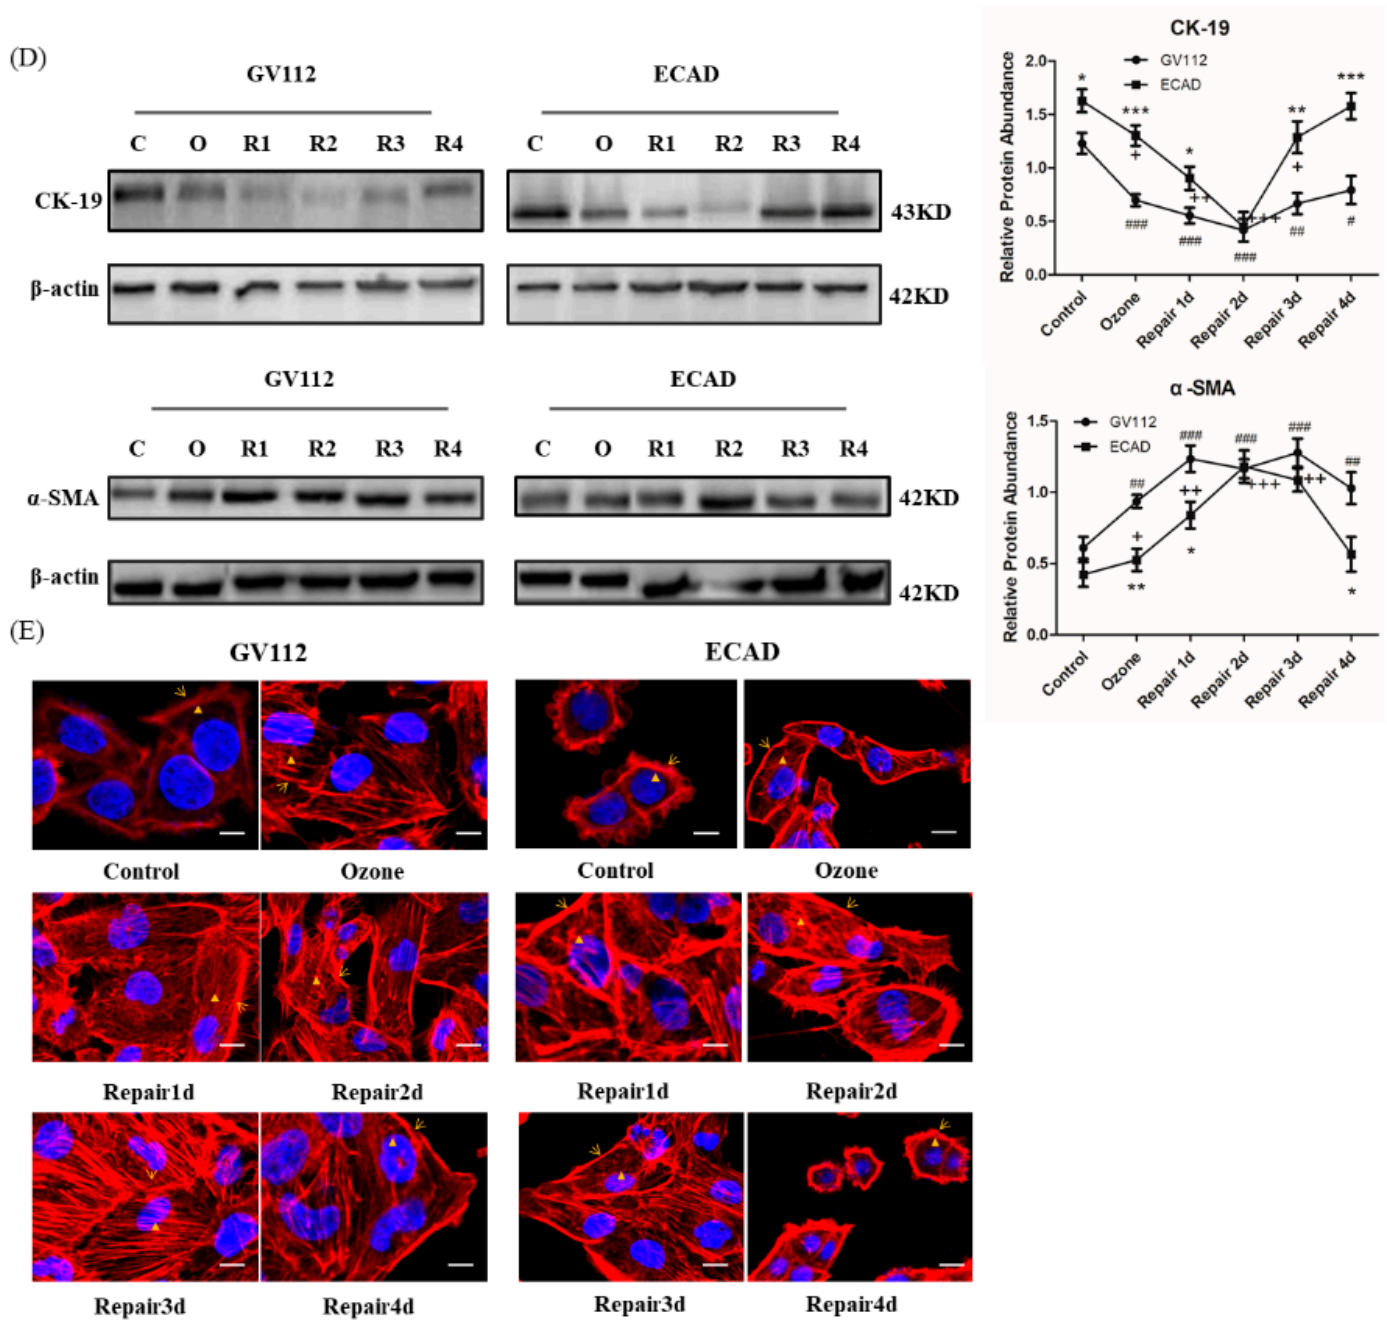 (D)
GV112
ECAD
C O R1 R2 R3 R4
C O R1 R2 R3 R4
CK-19
43KD
β-actin
42KD
GV112
ECAD
C O R1 R2 R3 R4
C O R1 R2 R3 R4
α-SMA
42KD
β-actin
42KD
CK-19
GV112
ECAD
Relative Protein Abundance
2.0
1.5
1.0
0.5
0.0
* *** * ** ***
+ ++ +++ +
### ### ### ## #
Control Ozone Repair 1d Repair 2d Repair 3d Repair 4d
α -SMA
GV112
ECAD
Relative Protein Abundance
1.5
1.0
0.5
0.0
## ### ### ### ##
+ ++ +++ ++
** * *
Control Ozone Repair 1d Repair 2d Repair 3d Repair 4d
(E)
GV112
ECAD
Control Ozone Control Ozone
Repair1d Repair2d Repair1d Repair2d
Repair3d Repair4d Repair3d Repair4d